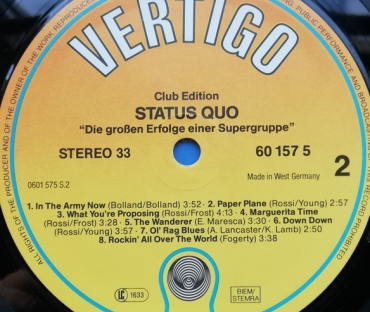 VERTIGO
Club Edition
STATUS QUO
"Die großen Erfolge einer Supergruppe"
STEREO 33
60 157 5
Made in West Germany
2
0601 575 S.2
1. In The Army Now (Bolland/Bolland) 3:52 · 2. Paper Plane (Rossi/Young) 2:57
3. What You're Proposing (Rossi/Frost) 4:13 · 4. Marguerita Time
(Rossi/Frost) 3:28 · 5. The Wanderer (E. Maresca) 3:30 · 6. Down Down
(Rossi/Young) 3:58 · 7. Ol' Rag Blues (A. Lancaster/K. Lamb) 2:50
8. Rockin' All Over The World (Fogerty) 3:38
LC 1633
BIEM/
STEMRA
ALL RIGHTS OF THE PRODUCER AND OF THE OWNER OF THE WORK REPRODUCED
PUBLIC PERFORMANCE AND BROADCASTING
RECORD PROHIBITED